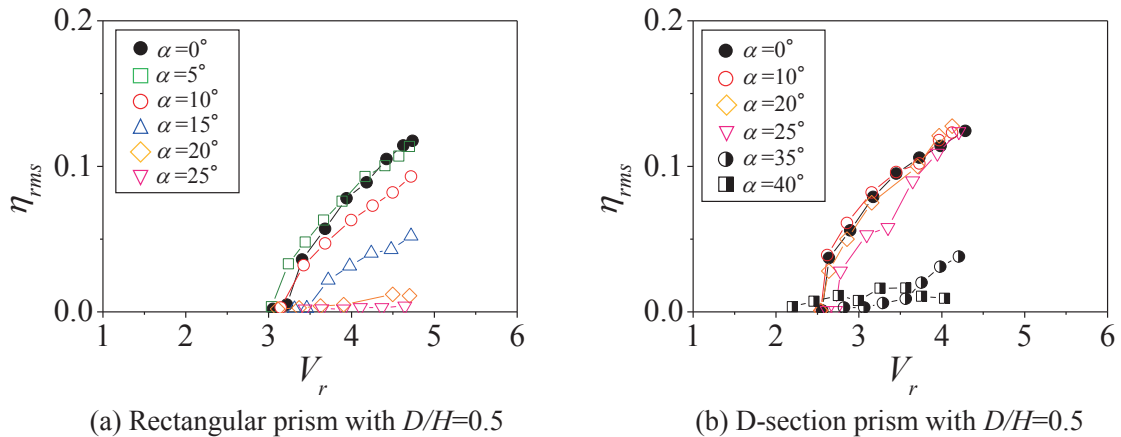 0.2
0.1
0.0
η_rms
α=0°
α=5°
α=10°
α=15°
α=20°
α=25°
1 2 3 4 5 6
V_r
(a) Rectangular prism with D/H=0.5
0.2
0.1
0.0
η_rms
α=0°
α=10°
α=20°
α=25°
α=35°
α=40°
1 2 3 4 5 6
V_r
(b) D-section prism with D/H=0.5